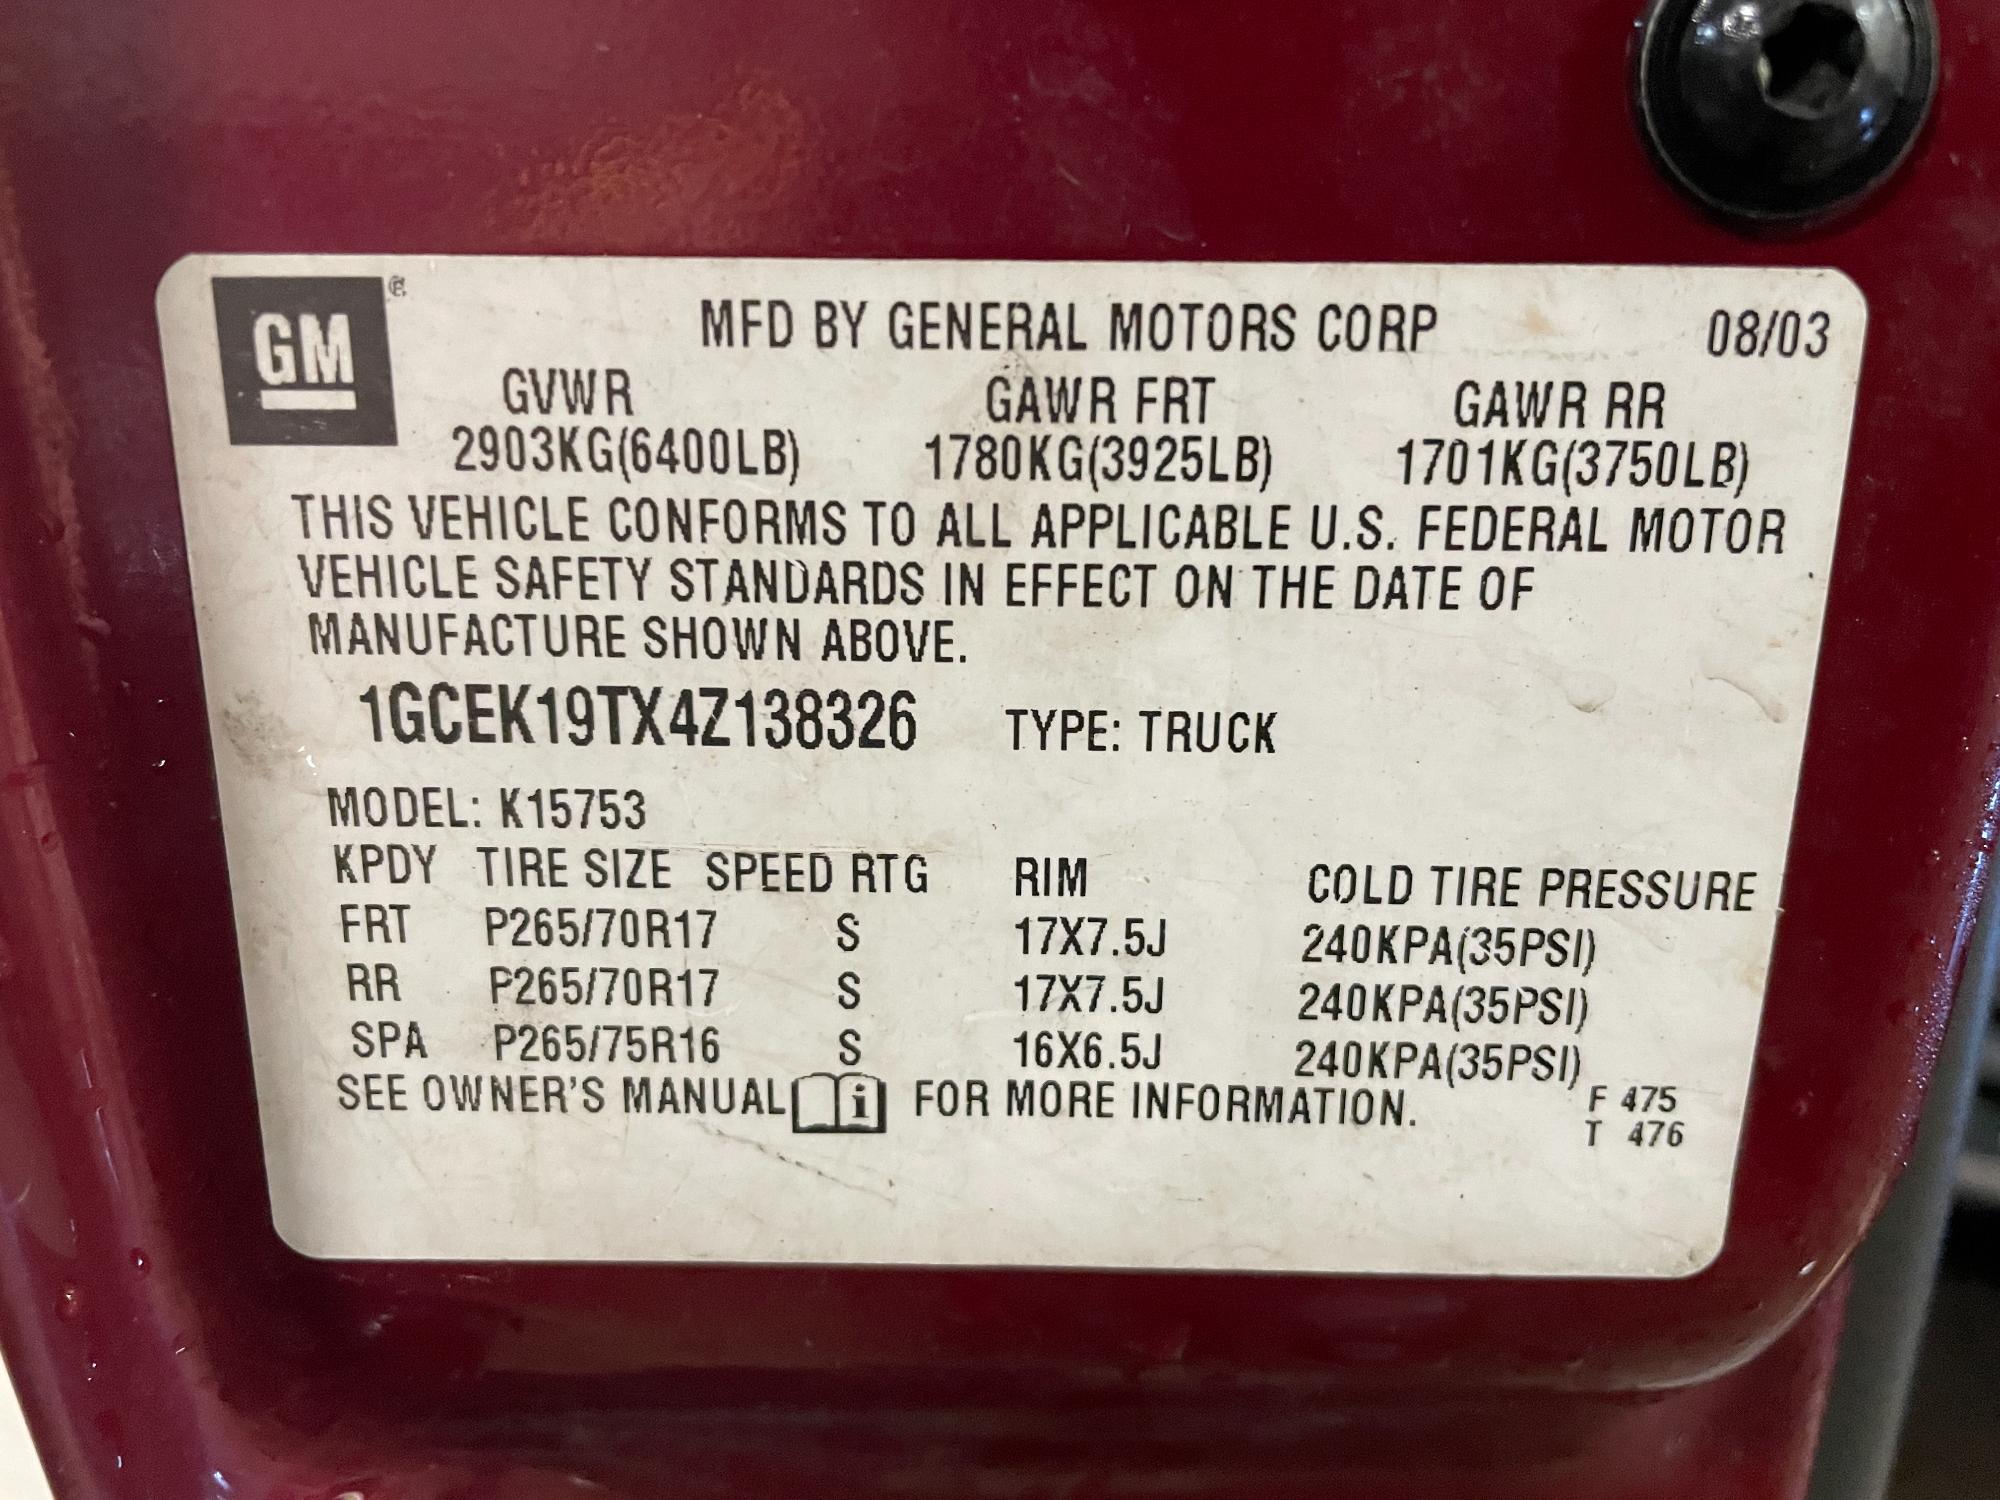 GM ®
MFD BY GENERAL MOTORS CORP 08/03
GVWR GAWR FRT GAWR RR
2903KG(6400LB) 1780KG(3925LB) 1701KG(3750LB)
THIS VEHICLE CONFORMS TO ALL APPLICABLE U.S. FEDERAL MOTOR
VEHICLE SAFETY STANDARDS IN EFFECT ON THE DATE OF
MANUFACTURE SHOWN ABOVE.
1GCEK19TX4Z138326 TYPE: TRUCK
MODEL: K15753
KPDY TIRE SIZE SPEED RTG RIM COLD TIRE PRESSURE
FRT P265/70R17 S 17X7.5J 240KPA(35PSI)
RR P265/70R17 S 17X7.5J 240KPA(35PSI)
SPA P265/75R16 S 16X6.5J 240KPA(35PSI)
SEE OWNER'S MANUAL i FOR MORE INFORMATION. F 475
T 476